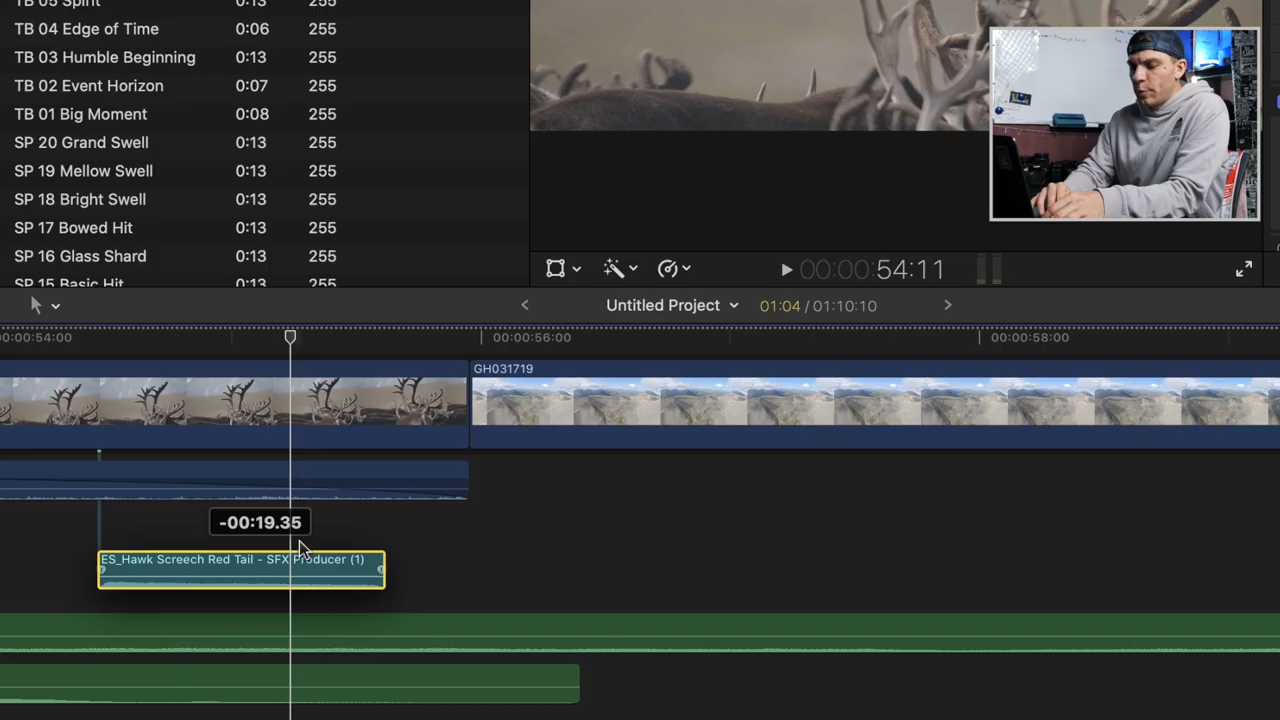 TB 05 Spirit 0:13 255
TB 04 Edge of Time 0:06 255
TB 03 Humble Beginning 0:13 255
TB 02 Event Horizon 0:07 255
TB 01 Big Moment 0:08 255
SP 20 Grand Swell 0:13 255
SP 19 Mellow Swell 0:13 255
SP 18 Bright Swell 0:13 255
SP 17 Bowed Hit 0:13 255
SP 16 Glass Shard 0:13 255
SP 15 Basic Hit 0:13 255
00:00:54:11
Untitled Project 01:04 / 01:10:10
00:00:54:00 00:00:56:00 00:00:58:00
GH031719
-00:19.35
ES_Hawk Screech Red Tail - SFX Producer (1)